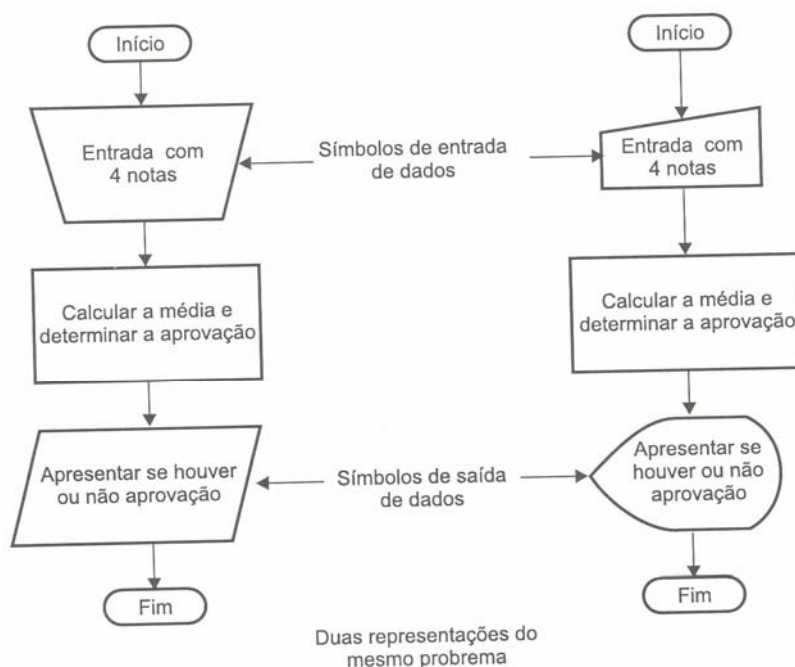 Início
Entrada com
4 notas
Calcular a média e
determinar a aprovação
Apresentar se houver
ou não aprovação
Fim
Símbolos de entrada
de dados
Símbolos de saída
de dados
Início
Entrada com
4 notas
Calcular a média e
determinar a aprovação
Apresentar se
houver ou não
aprovação
Fim
Duas representações do
mesmo probrema